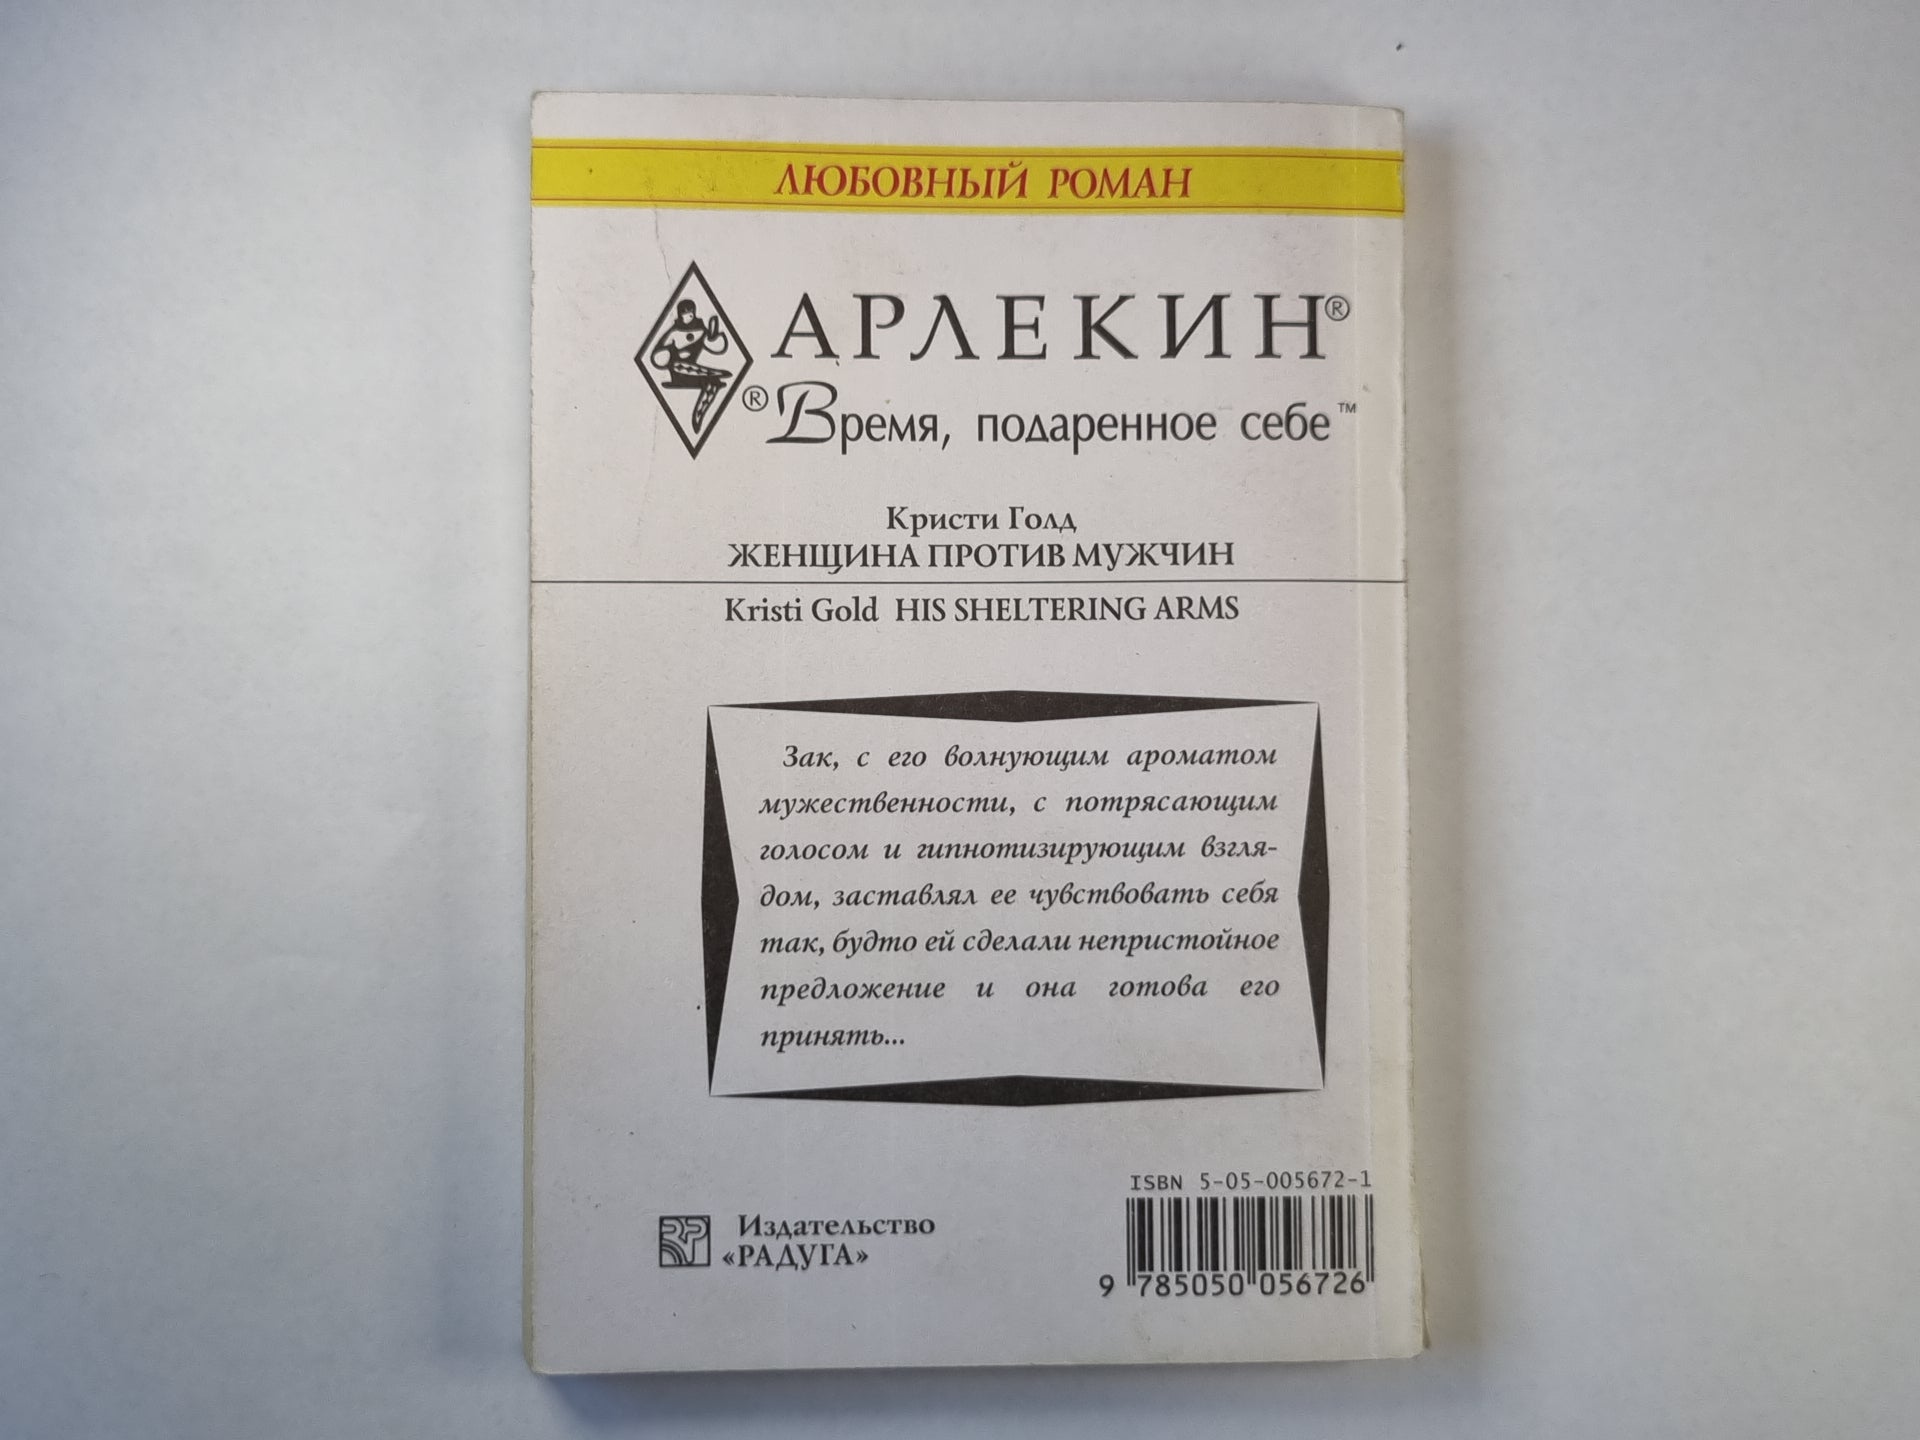 ЛЮБОВНЫЙ РОМАН
АРЛЕКИН®
® Время, подаренное себе™
Кристи Голд
ЖЕНЩИНА ПРОТИВ МУЖЧИН
Kristi Gold HIS SHELTERING ARMS
Зак, с его волнующим ароматом
мужественности, с потрясающим
голосом и гипнотизирующим взгля-
дом, заставлял ее чувствовать себя
так, будто ей сделали непристойное
предложение и она готова его
принять...
ISBN 5-05-005672-1
Издательство
«РАДУГА»
9 785050 056726